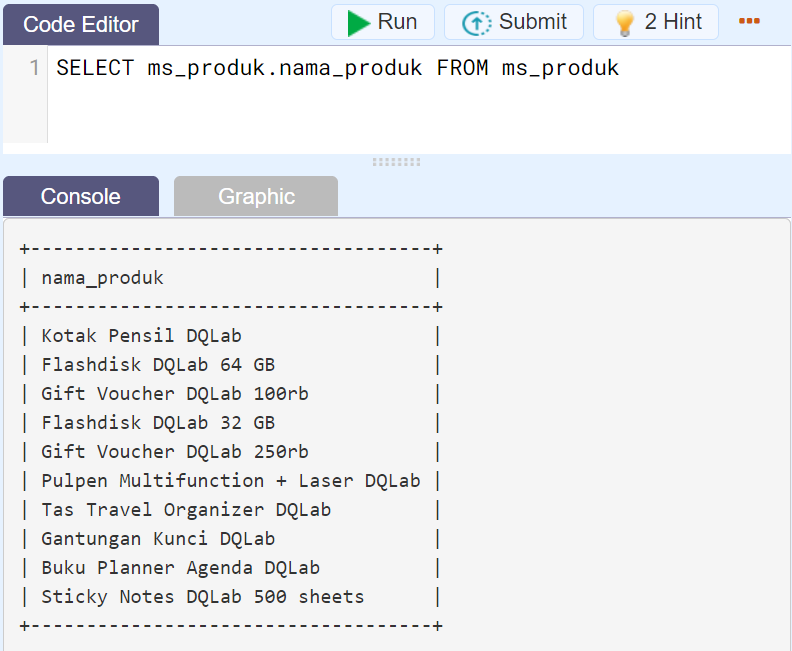 Code Editor
Run
Submit
2 Hint
1 SELECT ms_produk.nama_produk FROM ms_produk
Console
Graphic
+------------------------------------+
| nama_produk                        |
+------------------------------------+
| Kotak Pensil DQLab                 |
| Flashdisk DQLab 64 GB              |
| Gift Voucher DQLab 100rb           |
| Flashdisk DQLab 32 GB              |
| Gift Voucher DQLab 250rb           |
| Pulpen Multifunction + Laser DQLab |
| Tas Travel Organizer DQLab         |
| Gantungan Kunci DQLab              |
| Buku Planner Agenda DQLab          |
| Sticky Notes DQLab 500 sheets      |
+------------------------------------+